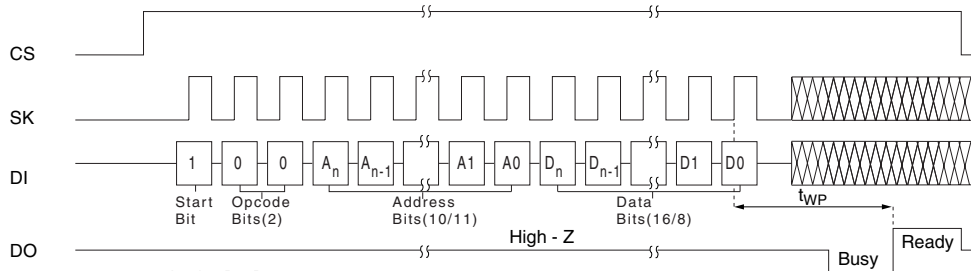 CS
SK
DI
1 0 0 An An-1 A1 A0 Dn Dn-1 D1 D0
Start Bit
Opcode Bits(2)
Address Bits(10/11)
Data Bits(16/8)
tWP
DO
High - Z
Busy
Ready